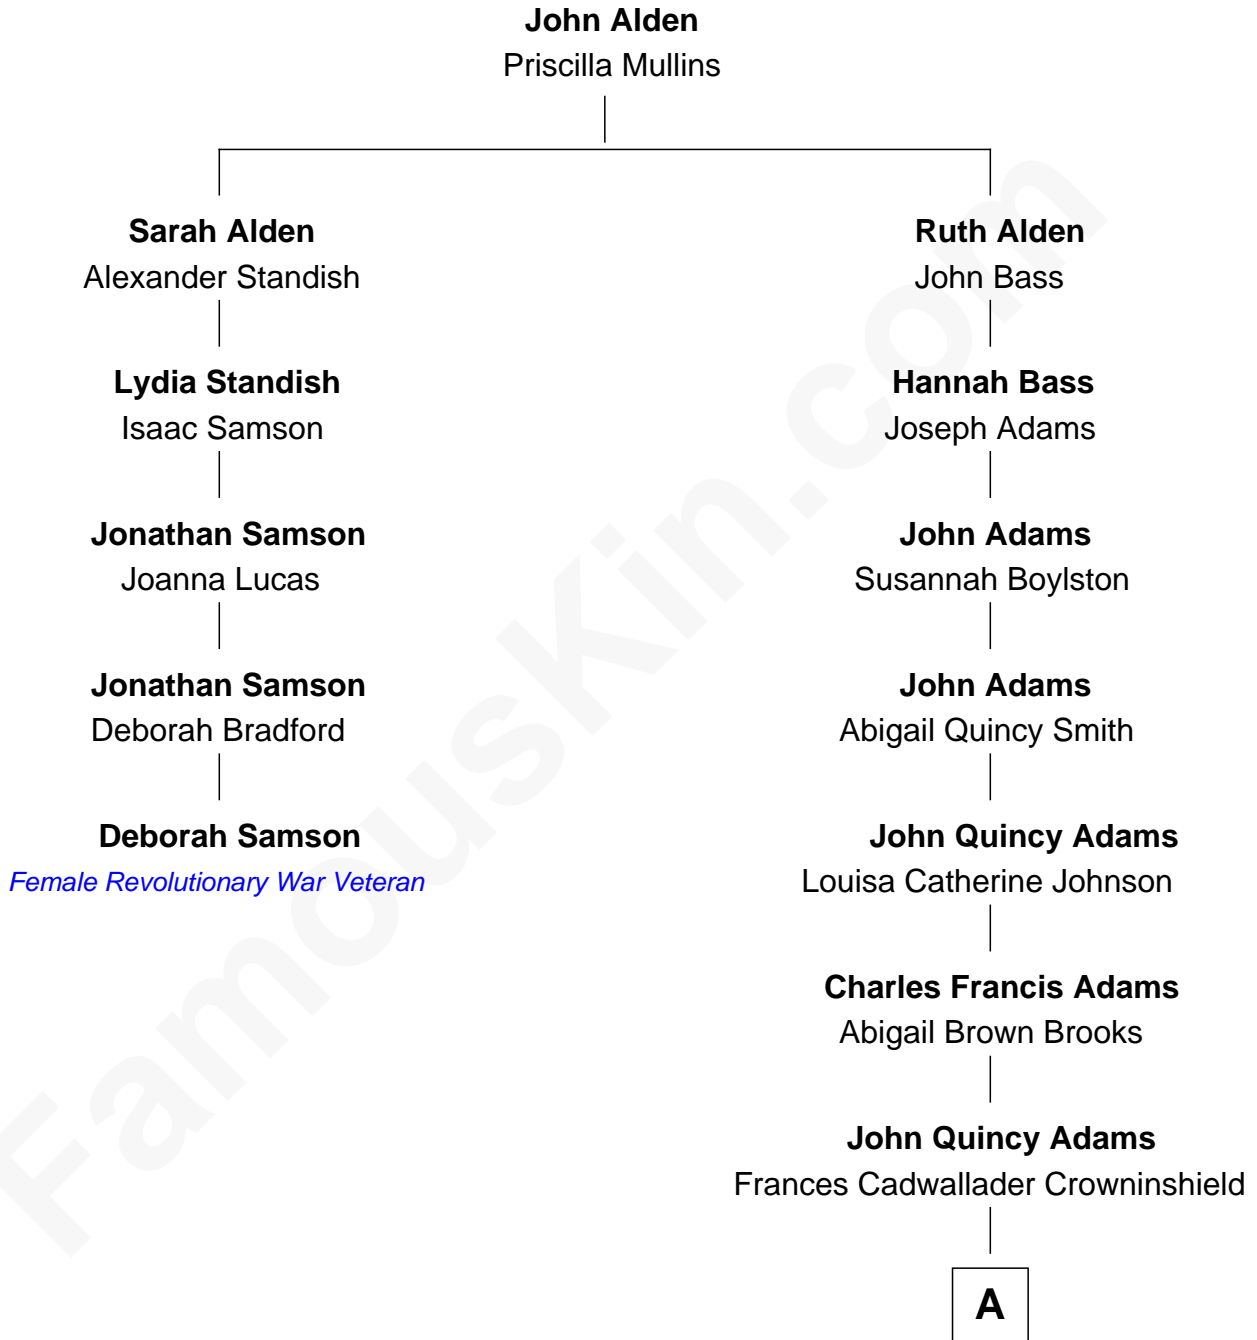 John Alden
Priscilla Mullins
Sarah Alden
Alexander Standish
Lydia Standish
Isaac Samson
Jonathan Samson
Joanna Lucas
Jonathan Samson
Deborah Bradford
Deborah Samson
Female Revolutionary War Veteran
Ruth Alden
John Bass
Hannah Bass
Joseph Adams
John Adams
Susannah Boylston
John Adams
Abigail Quincy Smith
John Quincy Adams
Louisa Catherine Johnson
Charles Francis Adams
Abigail Brown Brooks
John Quincy Adams
Frances Cadwallader Crowninshield
A
FamousKin.com